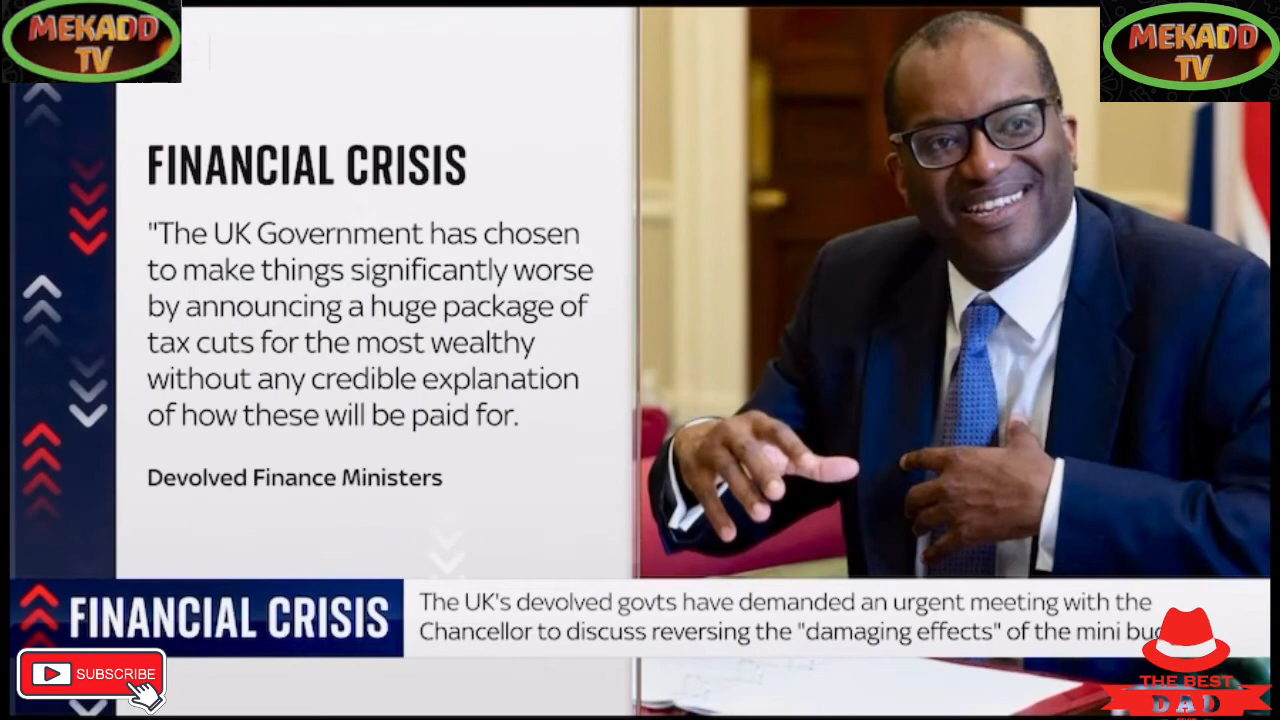 MEKADD
TV
MEKADD
TV
FINANCIAL CRISIS
"The UK Government has chosen
to make things significantly worse
by announcing a huge package of
tax cuts for the most wealthy
without any credible explanation
of how these will be paid for.
Devolved Finance Ministers
FINANCIAL CRISIS
The UK's devolved govts have demanded an urgent meeting with the
Chancellor to discuss reversing the "damaging effects" of the mini
SUBSCRIBE
THE BEST
DAD